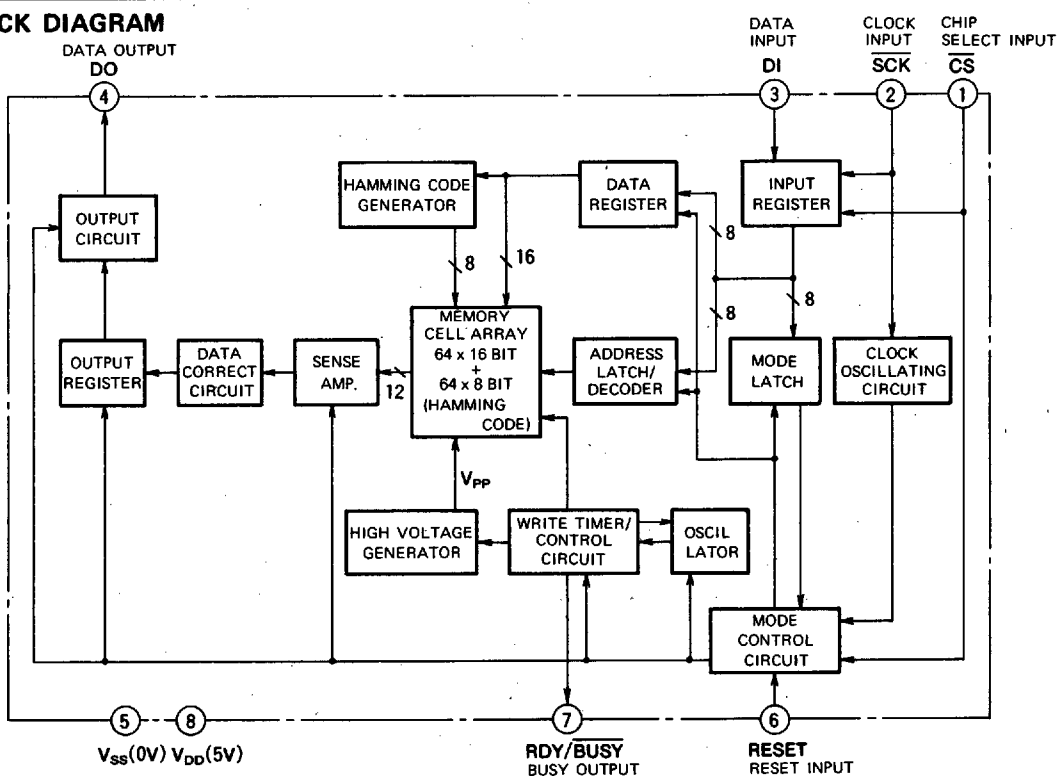 CK DIAGRAM
DATA OUTPUT
DO
4
DATA
INPUT
DI
3
CLOCK
INPUT
SCK
2
CHIP
SELECT INPUT
CS
1
OUTPUT
CIRCUIT
HAMMING CODE
GENERATOR
DATA
REGISTER
INPUT
REGISTER
8
16
8
8
8
OUTPUT
REGISTER
DATA
CORRECT
CIRCUIT
SENSE
AMP.
12
MEMORY
CELL ARRAY
64 x 16 BIT
+
64 x 8 BIT
(HAMMING
CODE)
ADDRESS
LATCH/
DECODER
MODE
LATCH
CLOCK
OSCILLATING
CIRCUIT
VPP
HIGH VOLTAGE
GENERATOR
WRITE TIMER/
CONTROL
CIRCUIT
OSCIL
LATOR
MODE
CONTROL
CIRCUIT
5
8
7
6
VSS(0V) VDD(5V)
RDY/BUSY
BUSY OUTPUT
RESET
RESET INPUT